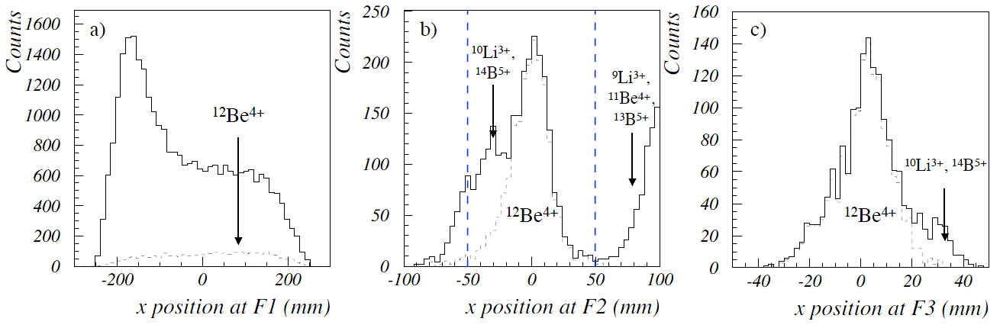 a)
Counts
1600
1400
1200
1000
800
600
400
200
0
¹²Be⁴⁺
-200
0
200
x position at F1 (mm)
b)
Counts
250
200
150
100
50
0
¹⁰Li³⁺,
¹⁴B⁵⁺
⁹Li³⁺,
¹¹Be⁴⁺,
¹³B⁵⁺
¹²Be⁴⁺
-100
-50
0
50
100
x position at F2 (mm)
c)
Counts
160
140
120
100
80
60
40
20
0
¹⁰Li³⁺, ¹⁴B⁵⁺
¹²Be⁴⁺
-40
-20
0
20
40
x position at F3 (mm)